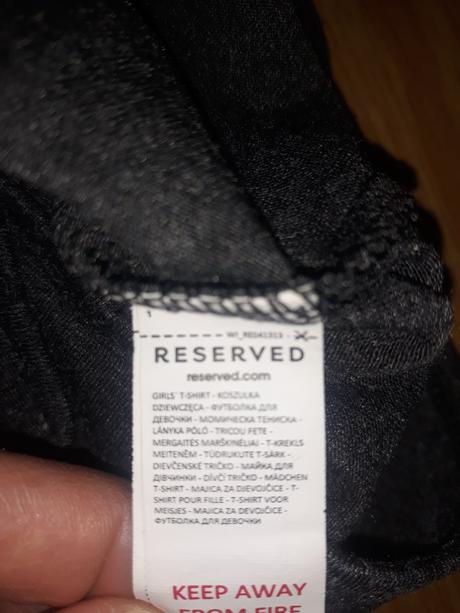 1
WI_RES41313 -
RESERVED
reserved.com
GIRLS` T-SHIRT - KOSZULKA
DZIEWCZĘCA - ФУТБОЛКА ДЛЯ
ДЕВОЧКИ - МОМИЧЕСКА ТЕНИСКА -
LÁNYKA PÓLÓ - TRICOU FETE -
MERGAITĖS MARŠKINĖLIAI - T-KREKLS
MEITENĒM - TÜDRUKUTE T-SÄRK -
DIEVČENSKÉ TRIČKO - МАЙКА ДЛЯ
ДІВЧИНКИ - DÍVČÍ TRIČKO - MÄDCHEN
T-SHIRT - MAJICA ZA DJEVOJČICE - T-
SHIRT POUR FILLE - T-SHIRT VOOR
MEISJES - MAJICA ZA DEVOJČICE -
ФУТБОЛКА ДЛЯ ДЕВОЧКИ
KEEP AWAY
FROM FIRE